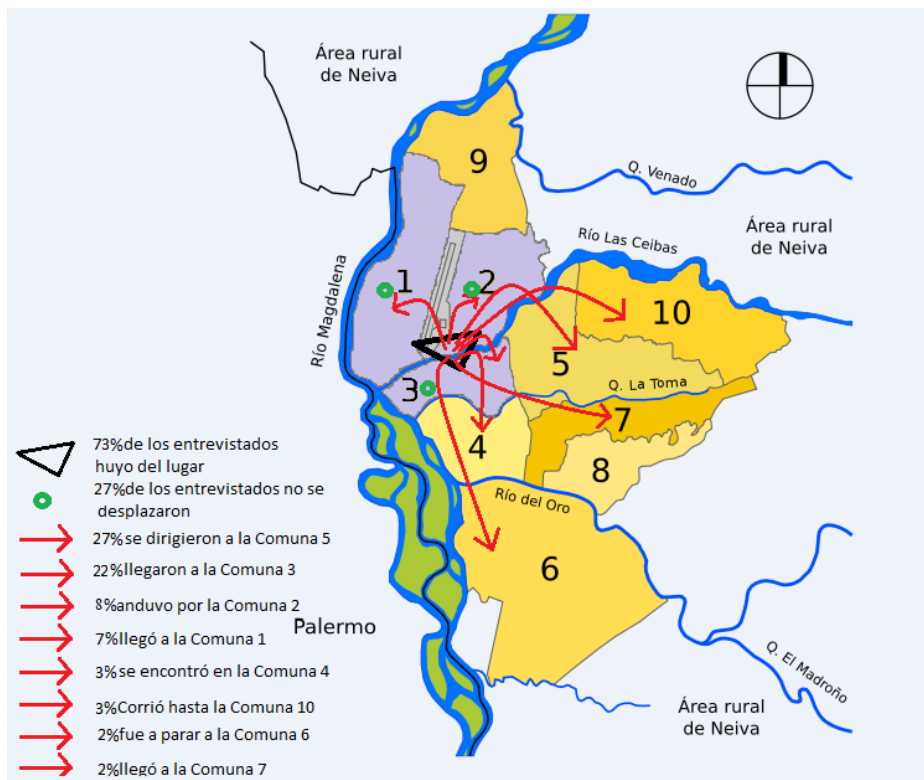 Área rural
de Neiva
9
Q. Venado
Área rural
de Neiva
Río Las Ceibas
Río Magdalena
1
2
10
5
3
Q. La Toma
7
4
8
Río del Oro
6
Palermo
Q. El Madroño
Área rural
de Neiva
73%de los entrevistados
huyo del lugar
27%de los entrevistados no se
desplazaron
27%se dirigieron a la Comuna 5
22%llegaron a la Comuna 3
8%anduvo por la Comuna 2
7%llegó a la Comuna 1
3%se encontró en la Comuna 4
3%Corrió hasta la Comuna 10
2%fue a parar a la Comuna 6
2%llegó a la Comuna 7